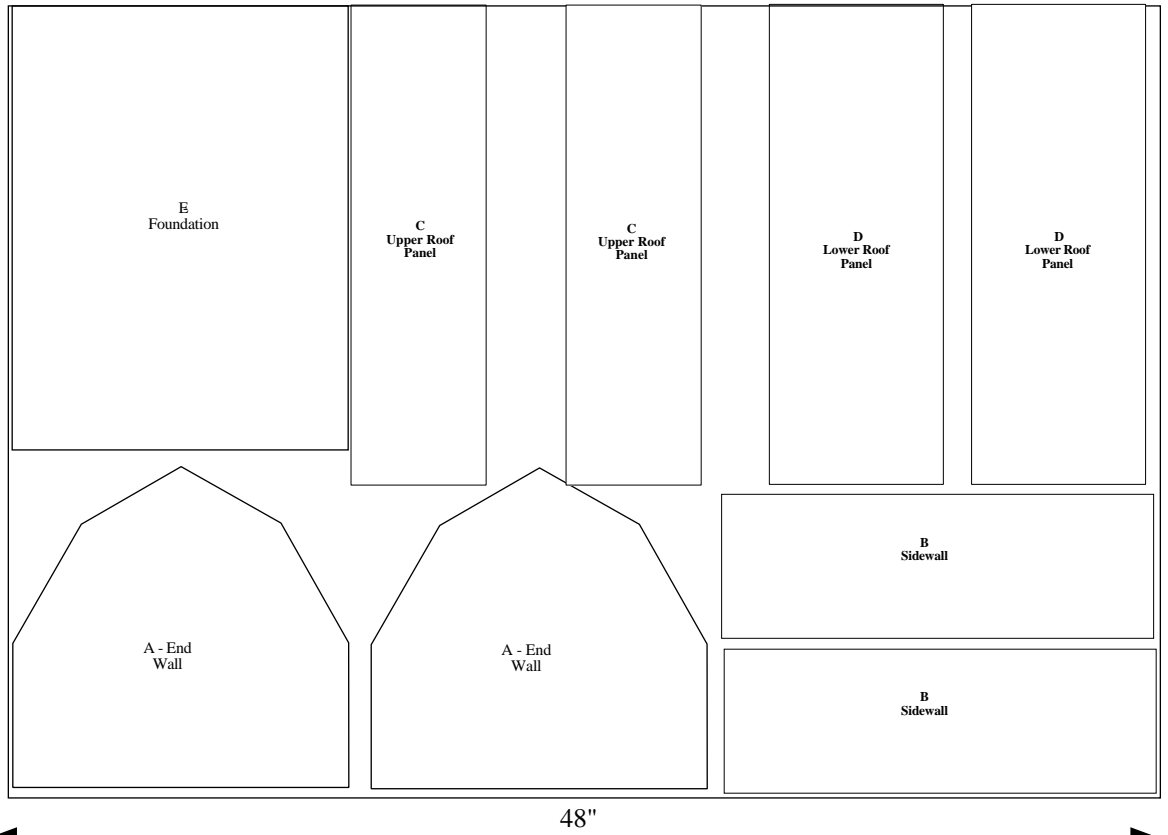 E
Foundation
C
Upper Roof
Panel
C
Upper Roof
Panel
D
Lower Roof
Panel
D
Lower Roof
Panel
B
Sidewall
A - End
Wall
A - End
Wall
B
Sidewall
48"